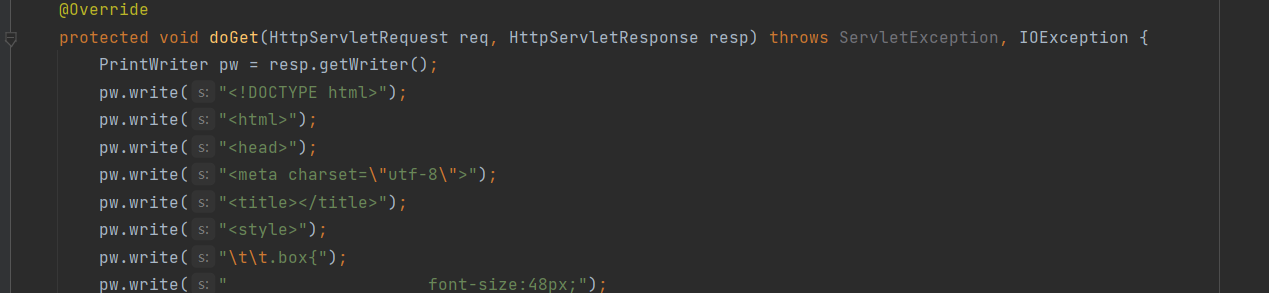 @Override
protected void doGet(HttpServletRequest req, HttpServletResponse resp) throws ServletException, IOException {
PrintWriter pw = resp.getWriter();
pw.write( s: "<!DOCTYPE html>");
pw.write( s: "<html>");
pw.write( s: "<head>");
pw.write( s: "<meta charset=\"utf-8\">");
pw.write( s: "<title></title>");
pw.write( s: "<style>");
pw.write( s: "\t\t.box{");
pw.write( s: "                    font-size:48px;");